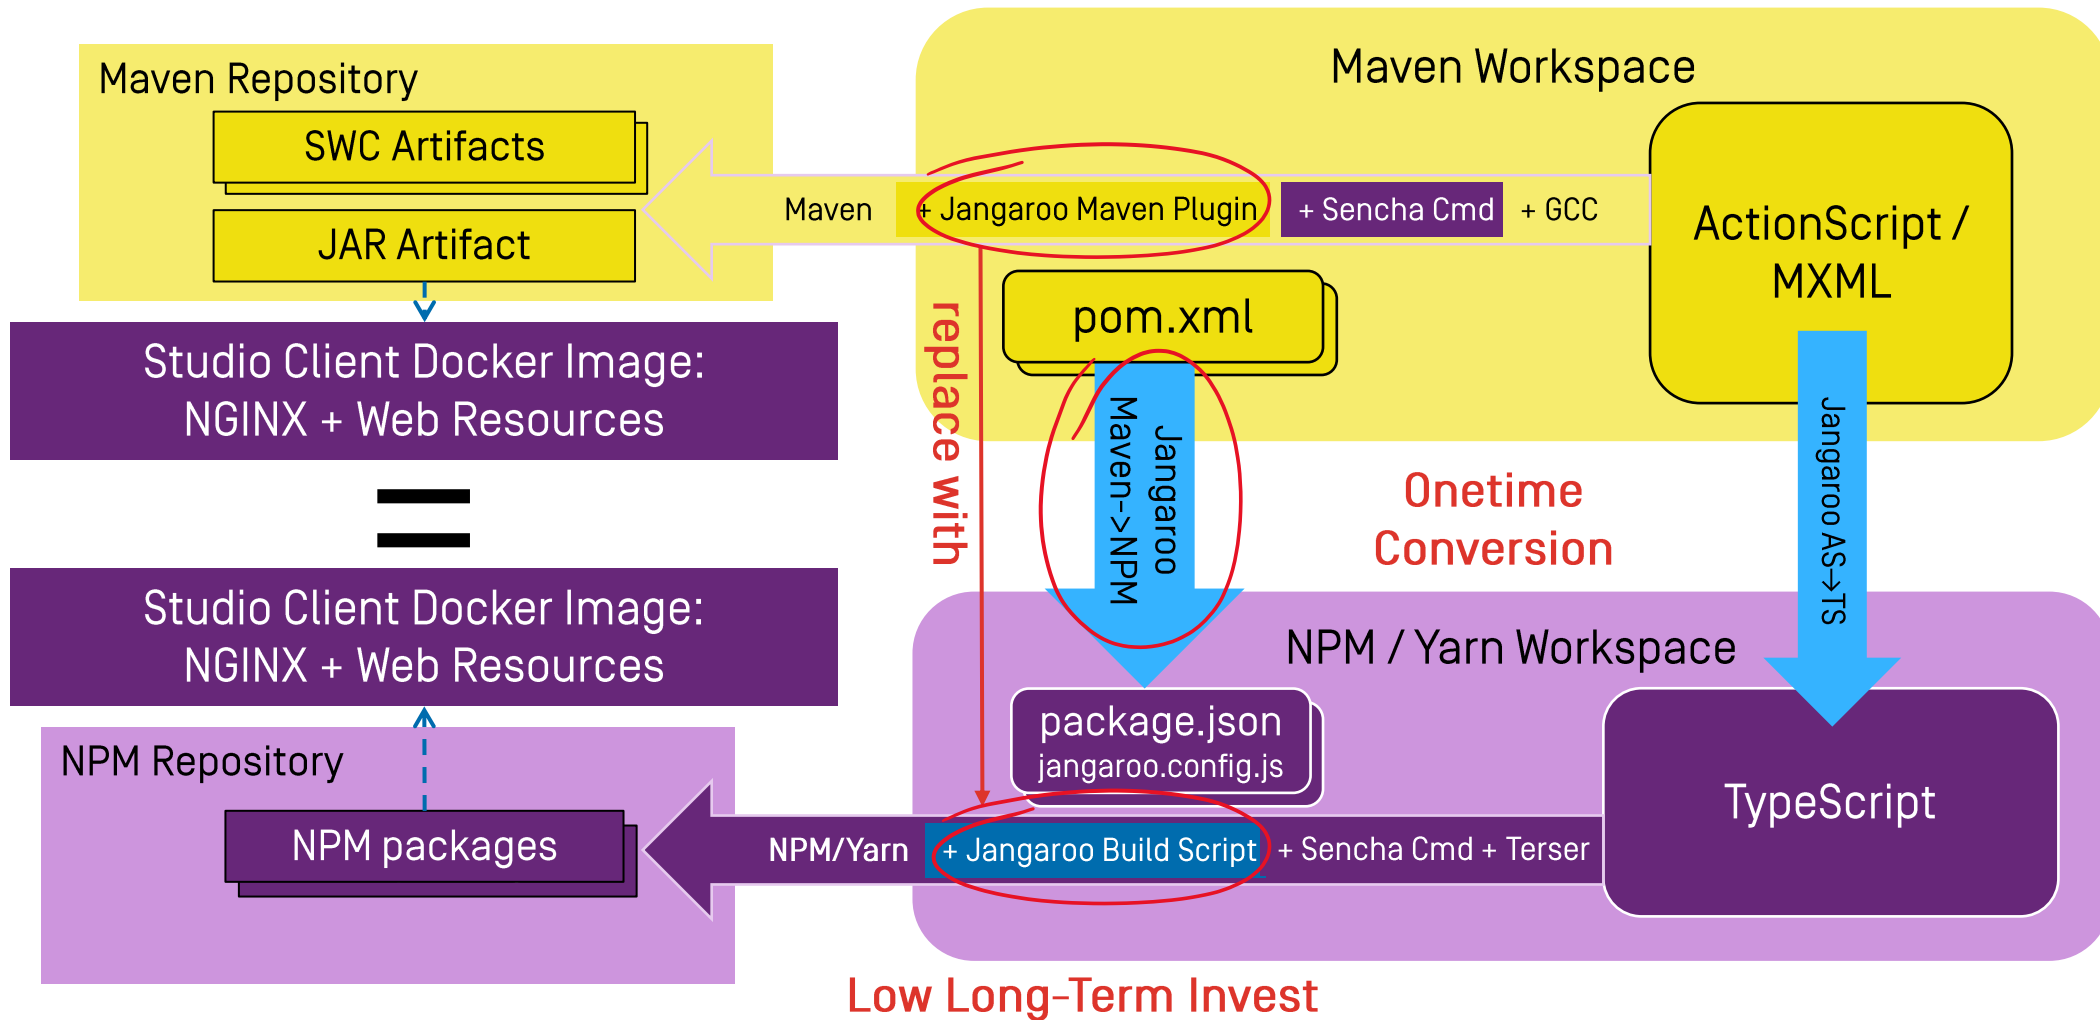 Maven Repository
SWC Artifacts
JAR Artifact
Maven Workspace
Maven + Jangaroo Maven Plugin + Sencha Cmd + GCC
ActionScript /
MXML
pom.xml
replace with
Jangaroo
Maven->NPM
Jangaroo AS→TS
Onetime
Conversion
Studio Client Docker Image:
NGINX + Web Resources
Studio Client Docker Image:
NGINX + Web Resources
NPM / Yarn Workspace
package.json
jangaroo.config.js
TypeScript
NPM Repository
NPM packages
NPM/Yarn + Jangaroo Build Script + Sencha Cmd + Terser
Low Long-Term Invest